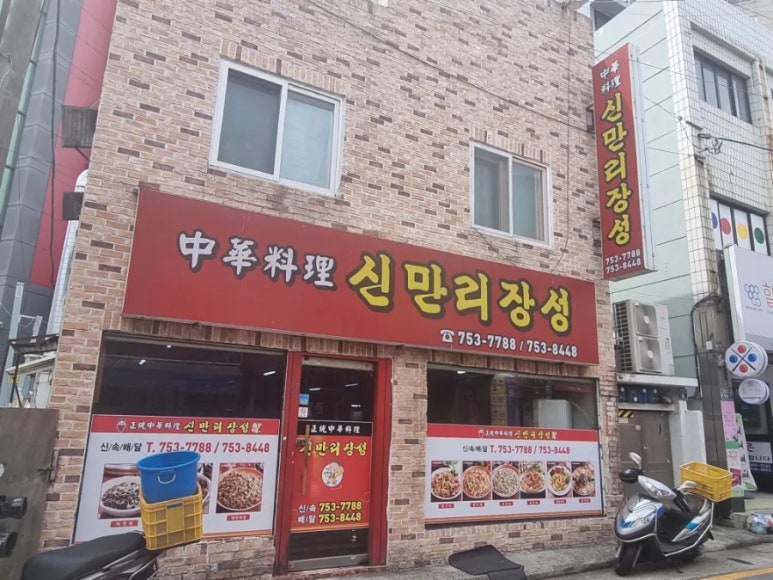 中華料理 신만리장성
☎753-7788 / 753-8448
中華
料理
신만리장성
753-7788
753-8448
正統中華料理 신만리장성
신/속/배/달 T. 753-7788 / 753-8448
正統中華料理
신만리장성
신/속 753-7788
배/달 753-8448
正統中華料理 신만리장성
신/속/배/달 T. 753-7788 / 753-8448